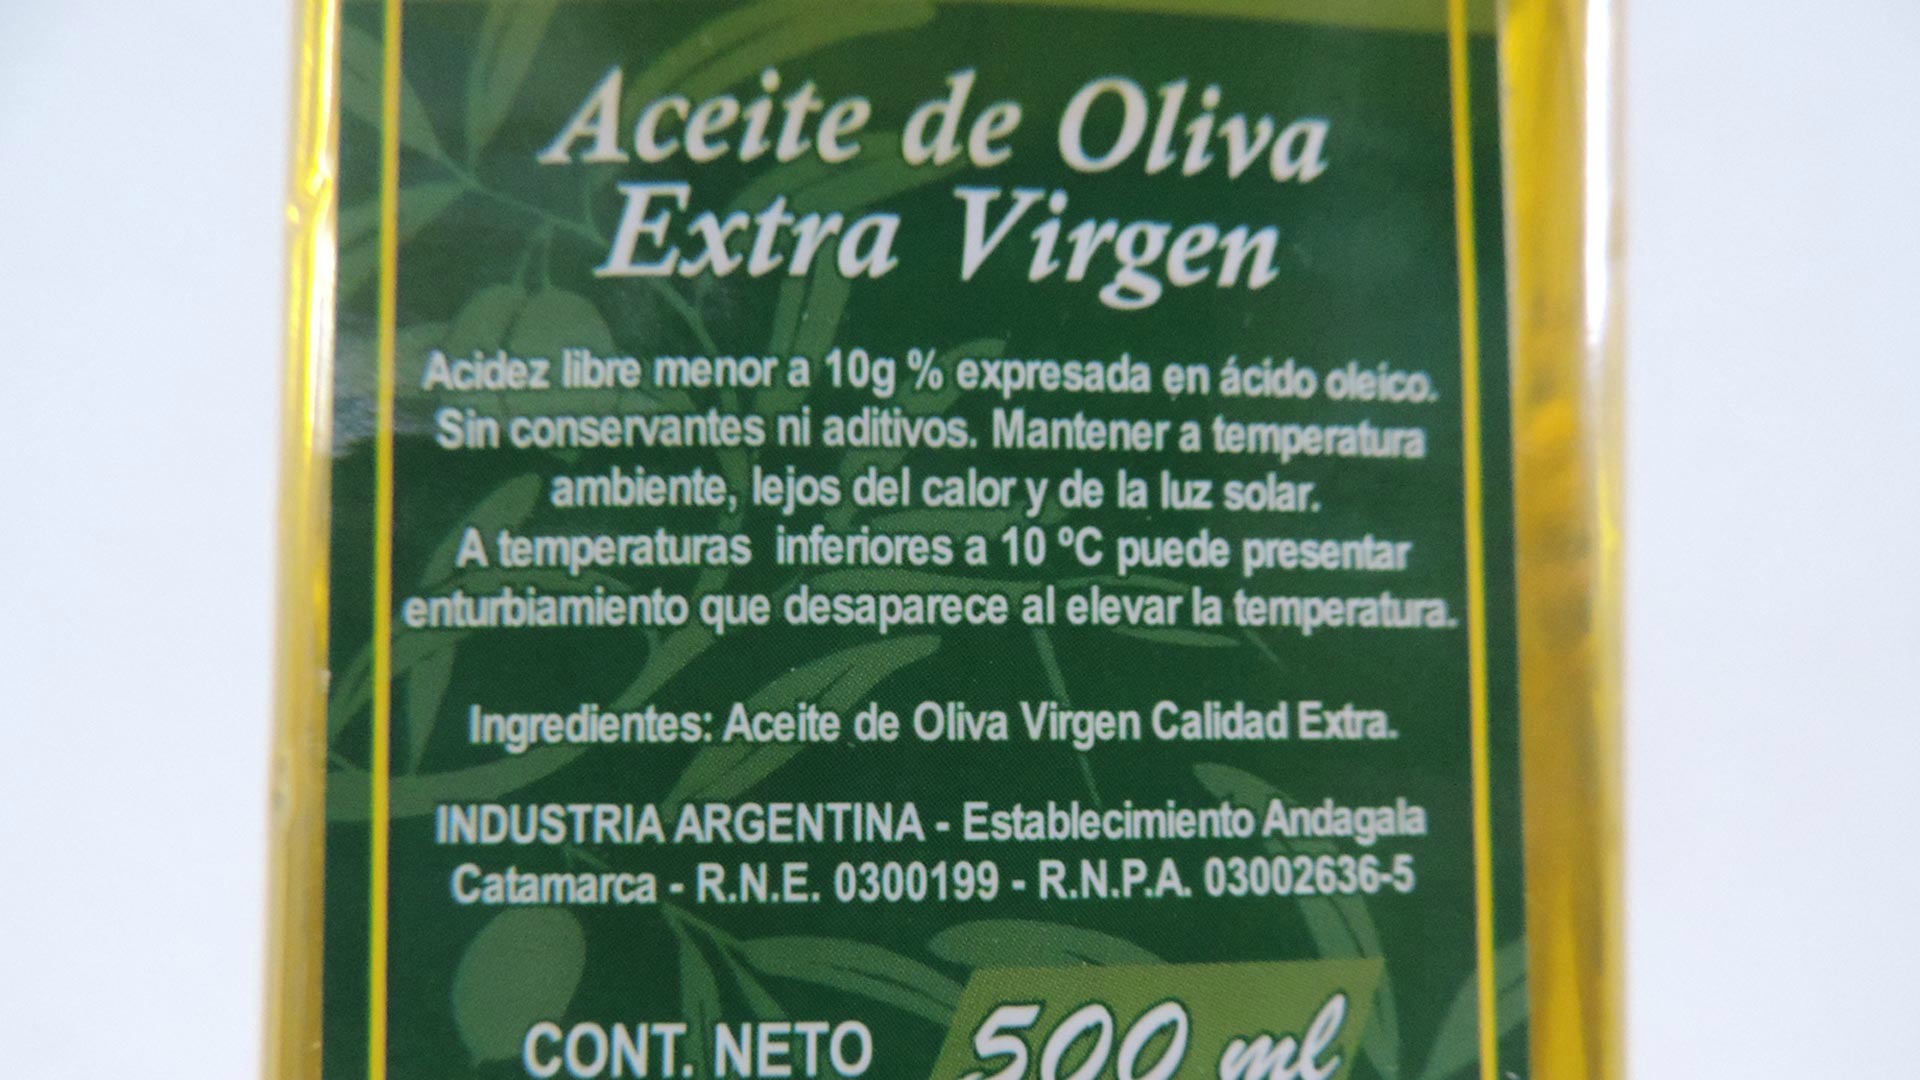 Aceite de Oliva
Extra Virgen
Acidez libre menor a 10g % expresada en ácido oleico.
Sin conservantes ni aditivos. Mantener a temperatura
ambiente, lejos del calor y de la luz solar.
A temperaturas inferiores a 10 ºC puede presentar
enturbiamiento que desaparece al elevar la temperatura.
Ingredientes: Aceite de Oliva Virgen Calidad Extra.
INDUSTRIA ARGENTINA - Establecimiento Andagala
Catamarca - R.N.E. 0300199 - R.N.P.A. 03002636-5
CONT. NETO 500 ml